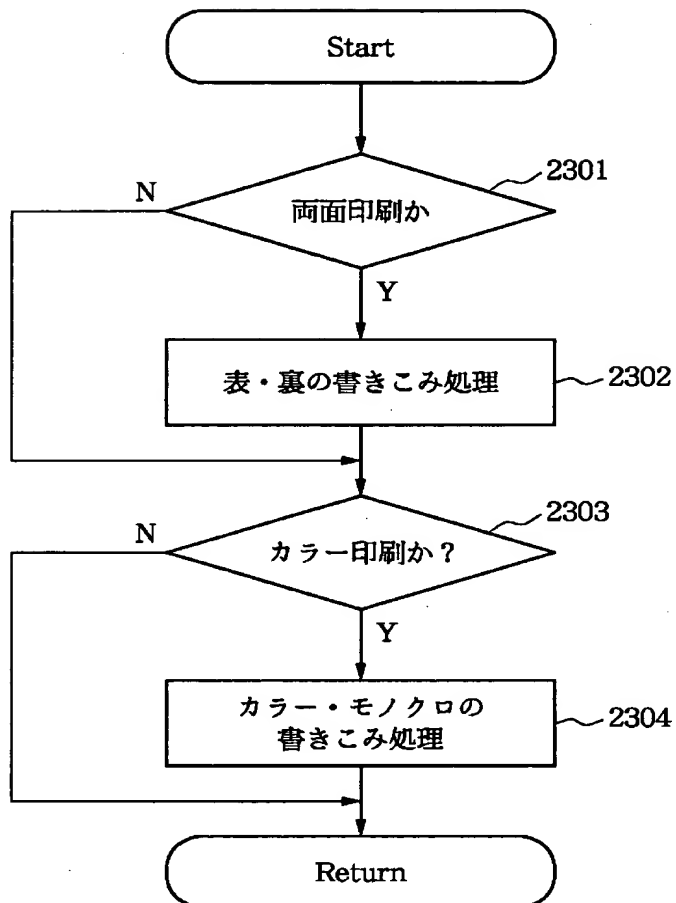 Start
2301
N
両面印刷か
Y
表・裏の書きこみ処理
2302
2303
N
カラー印刷か？
Y
カラー・モノクロの
書きこみ処理
2304
Return